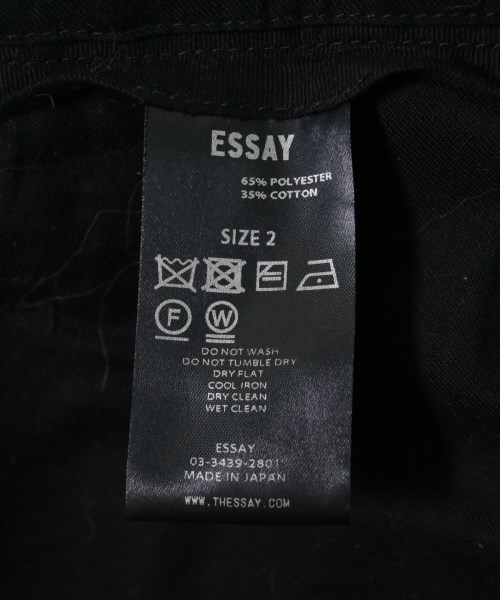 ESSAY
65% POLYESTER
35% COTTON
SIZE 2
F W
DO NOT WASH
DO NOT TUMBLE DRY
DRY FLAT
COOL IRON
DRY CLEAN
WET CLEAN
ESSAY
03-3439-2801
MADE IN JAPAN
WWW.THESSAY.COM